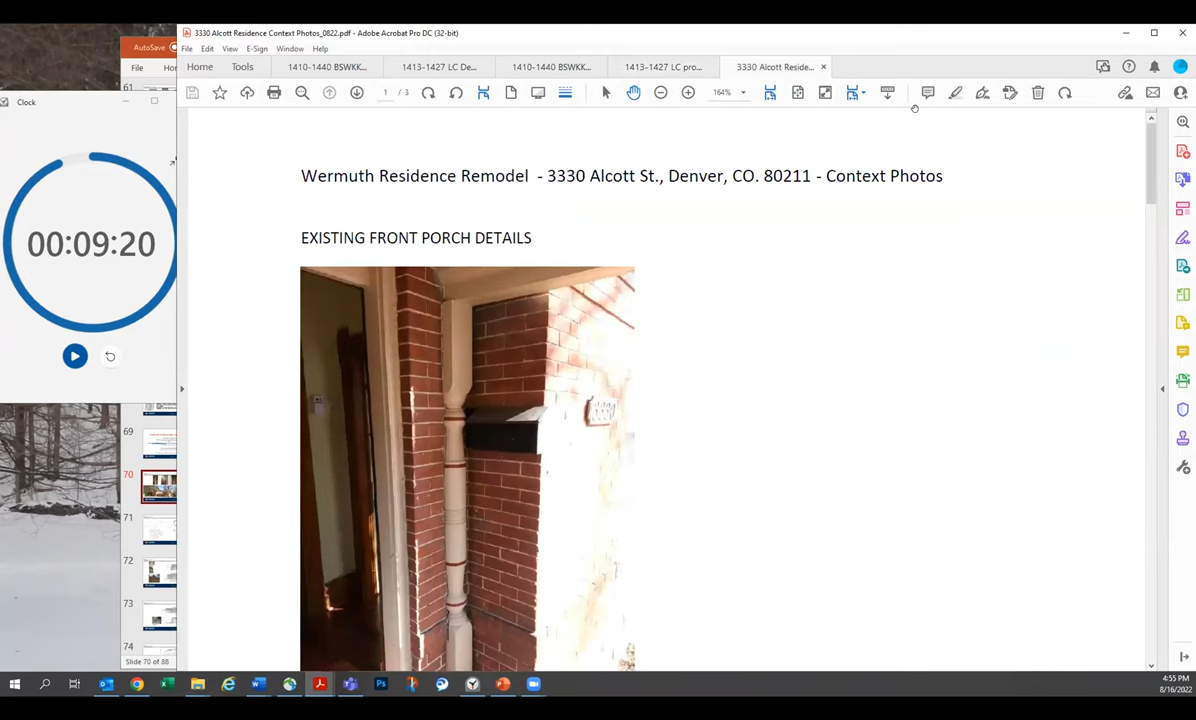 3330 Alcott Residence Context Photos_0822.pdf - Adobe Acrobat Pro DC (32-bit)
AutoSave
File Edit View E-Sign Window Help
File Ho
Home Tools 1410-1440 BSWKK... 1413-1427 LC De... 1410-1440 BSWKK... 1413-1427 LC pro... 3330 Alcott Reside... ×
61
Clock
1 / 3 164%
Wermuth Residence Remodel - 3330 Alcott St., Denver, CO. 80211 - Context Photos
00:09:20
EXISTING FRONT PORCH DETAILS
69
70
71
72
73
74
Slide 70 of 88
4:55 PM
8/16/2022